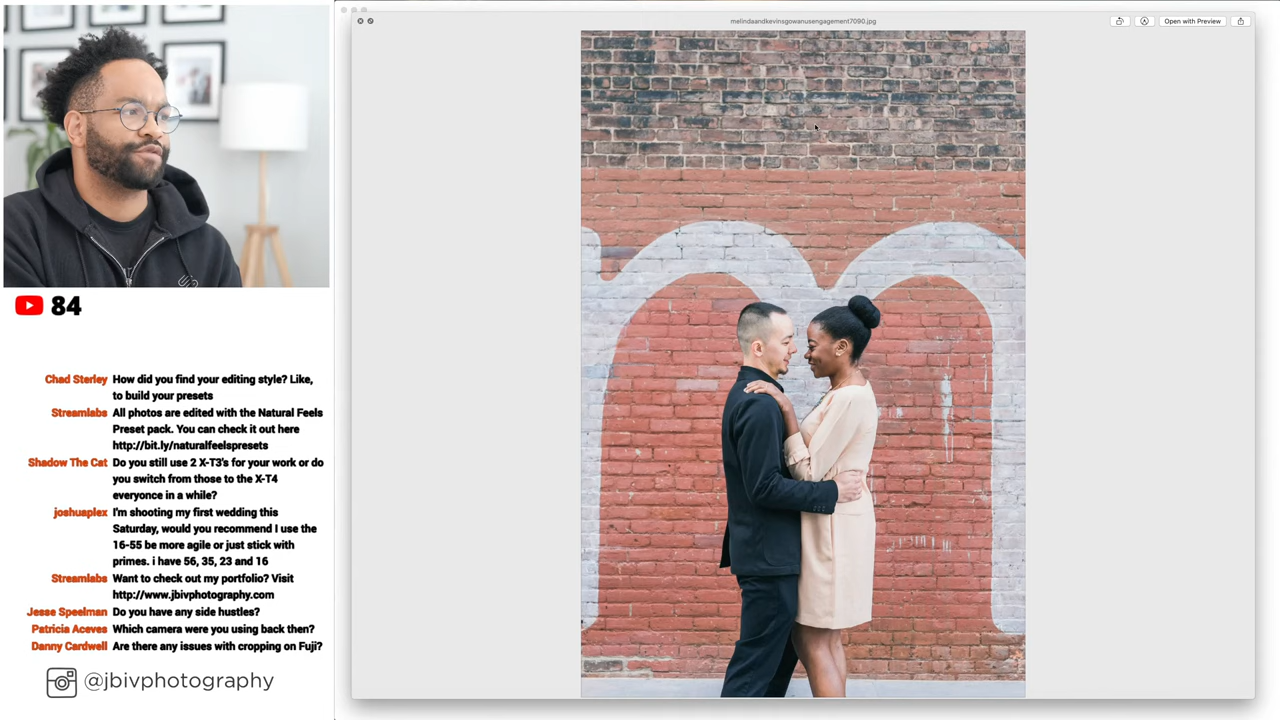 melindaandkevinsgowanusengagement7090.jpg
Open with Preview
84
Chad Sterley How did you find your editing style? Like,
to build your presets
Streamlabs All photos are edited with the Natural Feels
Preset pack. You can check it out here
http://bit.ly/naturalfeelspresets
Shadow The Cat Do you still use 2 X-T3's for your work or do
you switch from those to the X-T4
everyonce in a while?
joshuaplex I'm shooting my first wedding this
Saturday, would you recommend I use the
16-55 be more agile or just stick with
primes. i have 56, 35, 23 and 16
Streamlabs Want to check out my portfolio? Visit
http://www.jbivphotography.com
Jesse Speelman Do you have any side hustles?
Patricia Aceves Which camera were you using back then?
Danny Cardwell Are there any issues with cropping on Fuji?
@jbivphotography